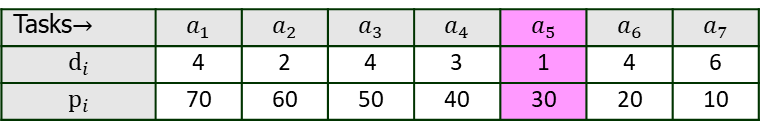 Tasks→ a₁ a₂ a₃ a₄ a₅ a₆ a₇
dᵢ 4 2 4 3 1 4 6
pᵢ 70 60 50 40 30 20 10